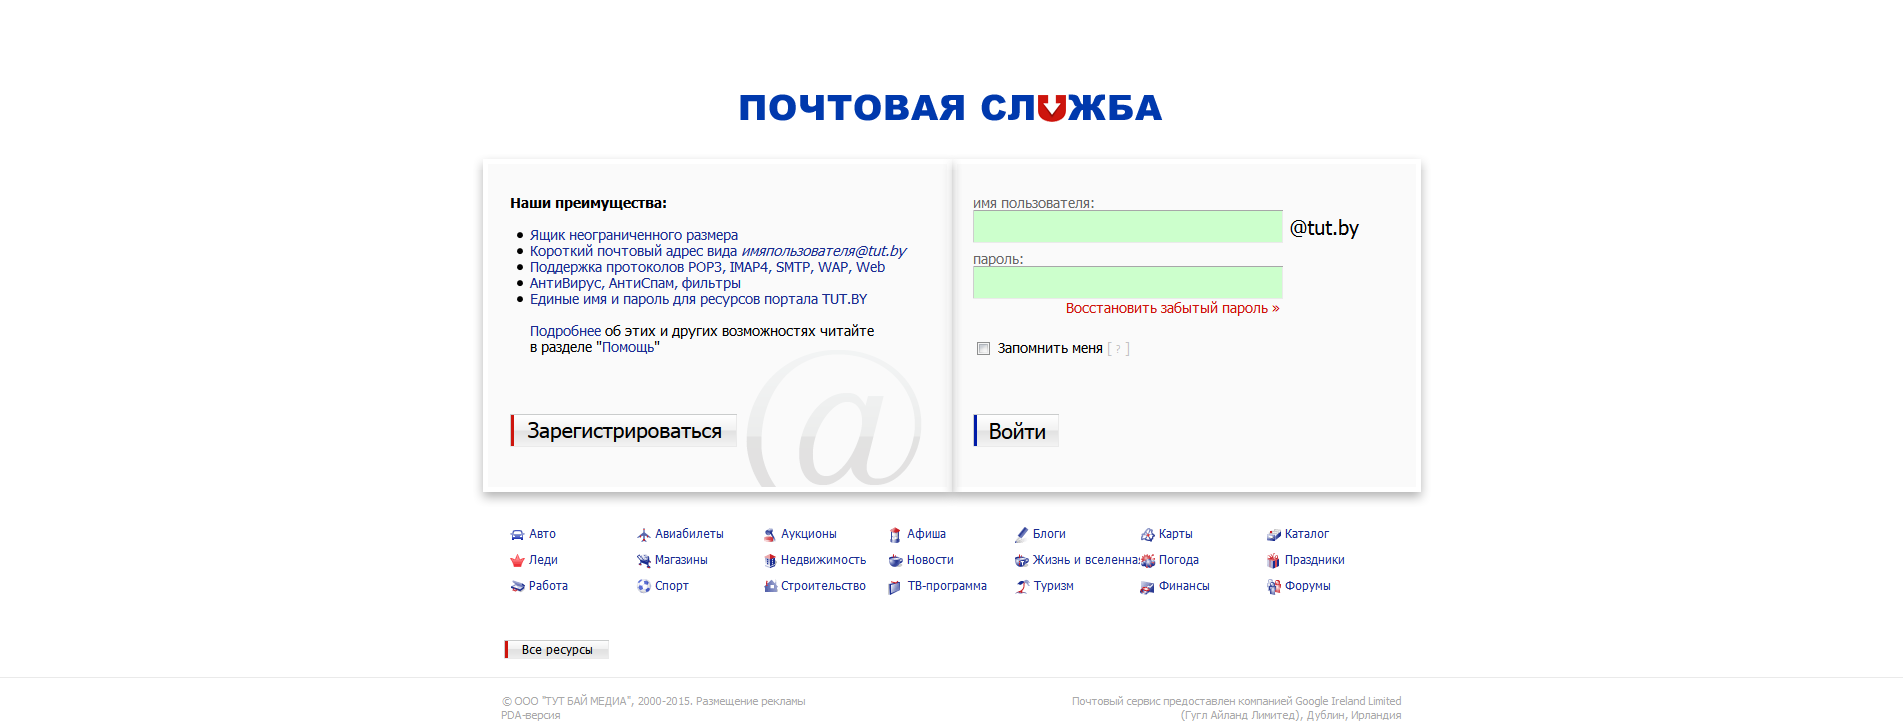 ПОЧТОВАЯ СЛУЖБА
Наши преимущества:
Ящик неограниченного размера
Короткий почтовый адрес вида имяпользователя@tut.by
Поддержка протоколов POP3, IMAP4, SMTP, WAP, Web
АнтиВирус, АнтиСпам, фильтры
Единые имя и пароль для ресурсов портала TUT.BY
Подробнее об этих и других возможностях читайте
в разделе "Помощь"
Зарегистрироваться
имя пользователя:
@tut.by
пароль:
Восстановить забытый пароль »
Запомнить меня [ ? ]
Войти
Авто Авиабилеты Аукционы Афиша Блоги Карты Каталог
Леди Магазины Недвижимость Новости Жизнь и вселенная Погода Праздники
Работа Спорт Строительство ТВ-программа Туризм Финансы Форумы
Все ресурсы
© ООО "ТУТ БАЙ МЕДИА", 2000-2015. Размещение рекламы
PDA-версия
Почтовый сервис предоставлен компанией Google Ireland Limited
(Гугл Айланд Лимитед), Дублин, Ирландия